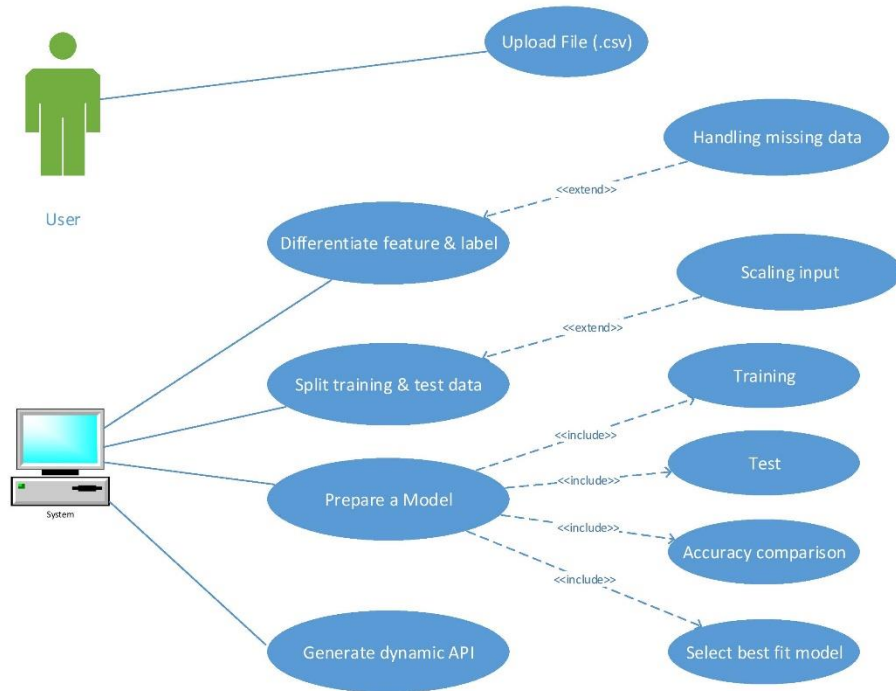 Upload File (.csv)
Handling missing data
<<extend>>
User
Differentiate feature & label
Scaling input
<<extend>>
Split training & test data
Training
<<include>>
Test
<<include>>
Prepare a Model
System
<<include>>
Accuracy comparison
<<include>>
Generate dynamic API
Select best fit model